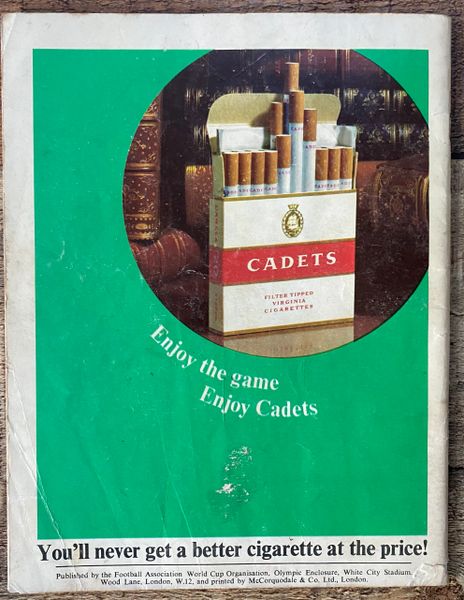 CADETS
FILTER TIPPED
VIRGINIA
CIGARETTES
Enjoy the game
Enjoy Cadets
You'll never get a better cigarette at the price!
Published by the Football Association World Cup Organisation, Olympic Enclosure, White City Stadium,
Wood Lane, London, W.12, and printed by McCorquodale & Co. Ltd., London.